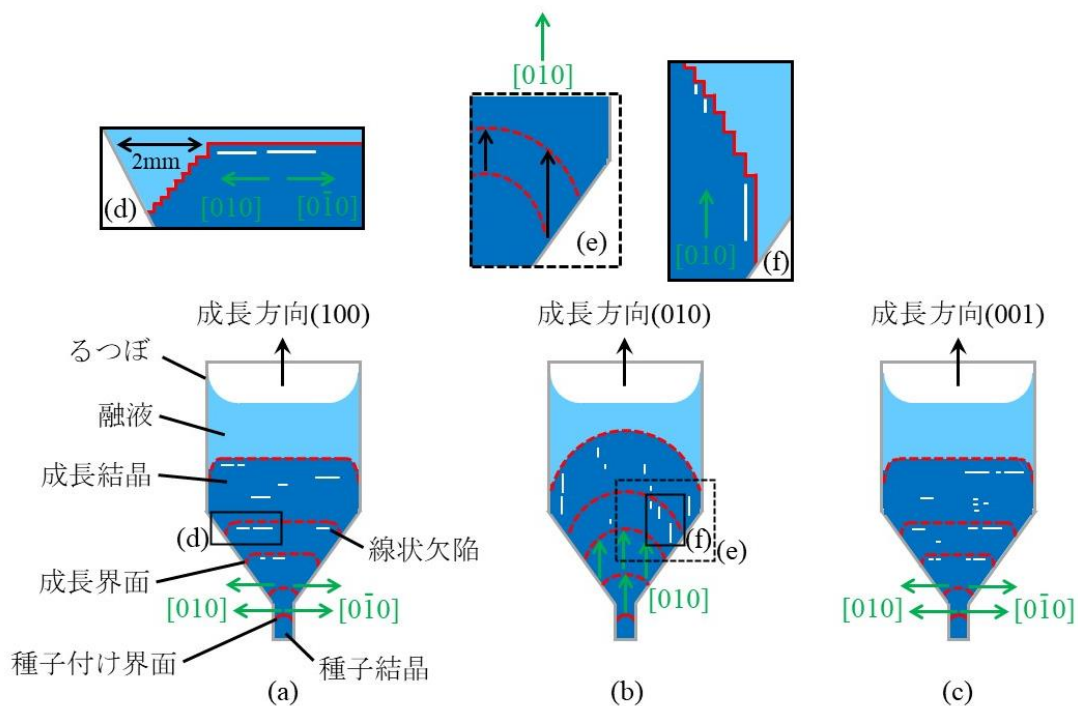 [010]
2mm
(d)
[010]
[01̄0]
(e)
[010]
(f)
成長方向(100)
成長方向(010)
成長方向(001)
るつぼ
融液
成長結晶
(d)
線状欠陥
(f)
(e)
成長界面
[010]
[01̄0]
[010]
[010]
[01̄0]
種子付け界面
種子結晶
(a)
(b)
(c)